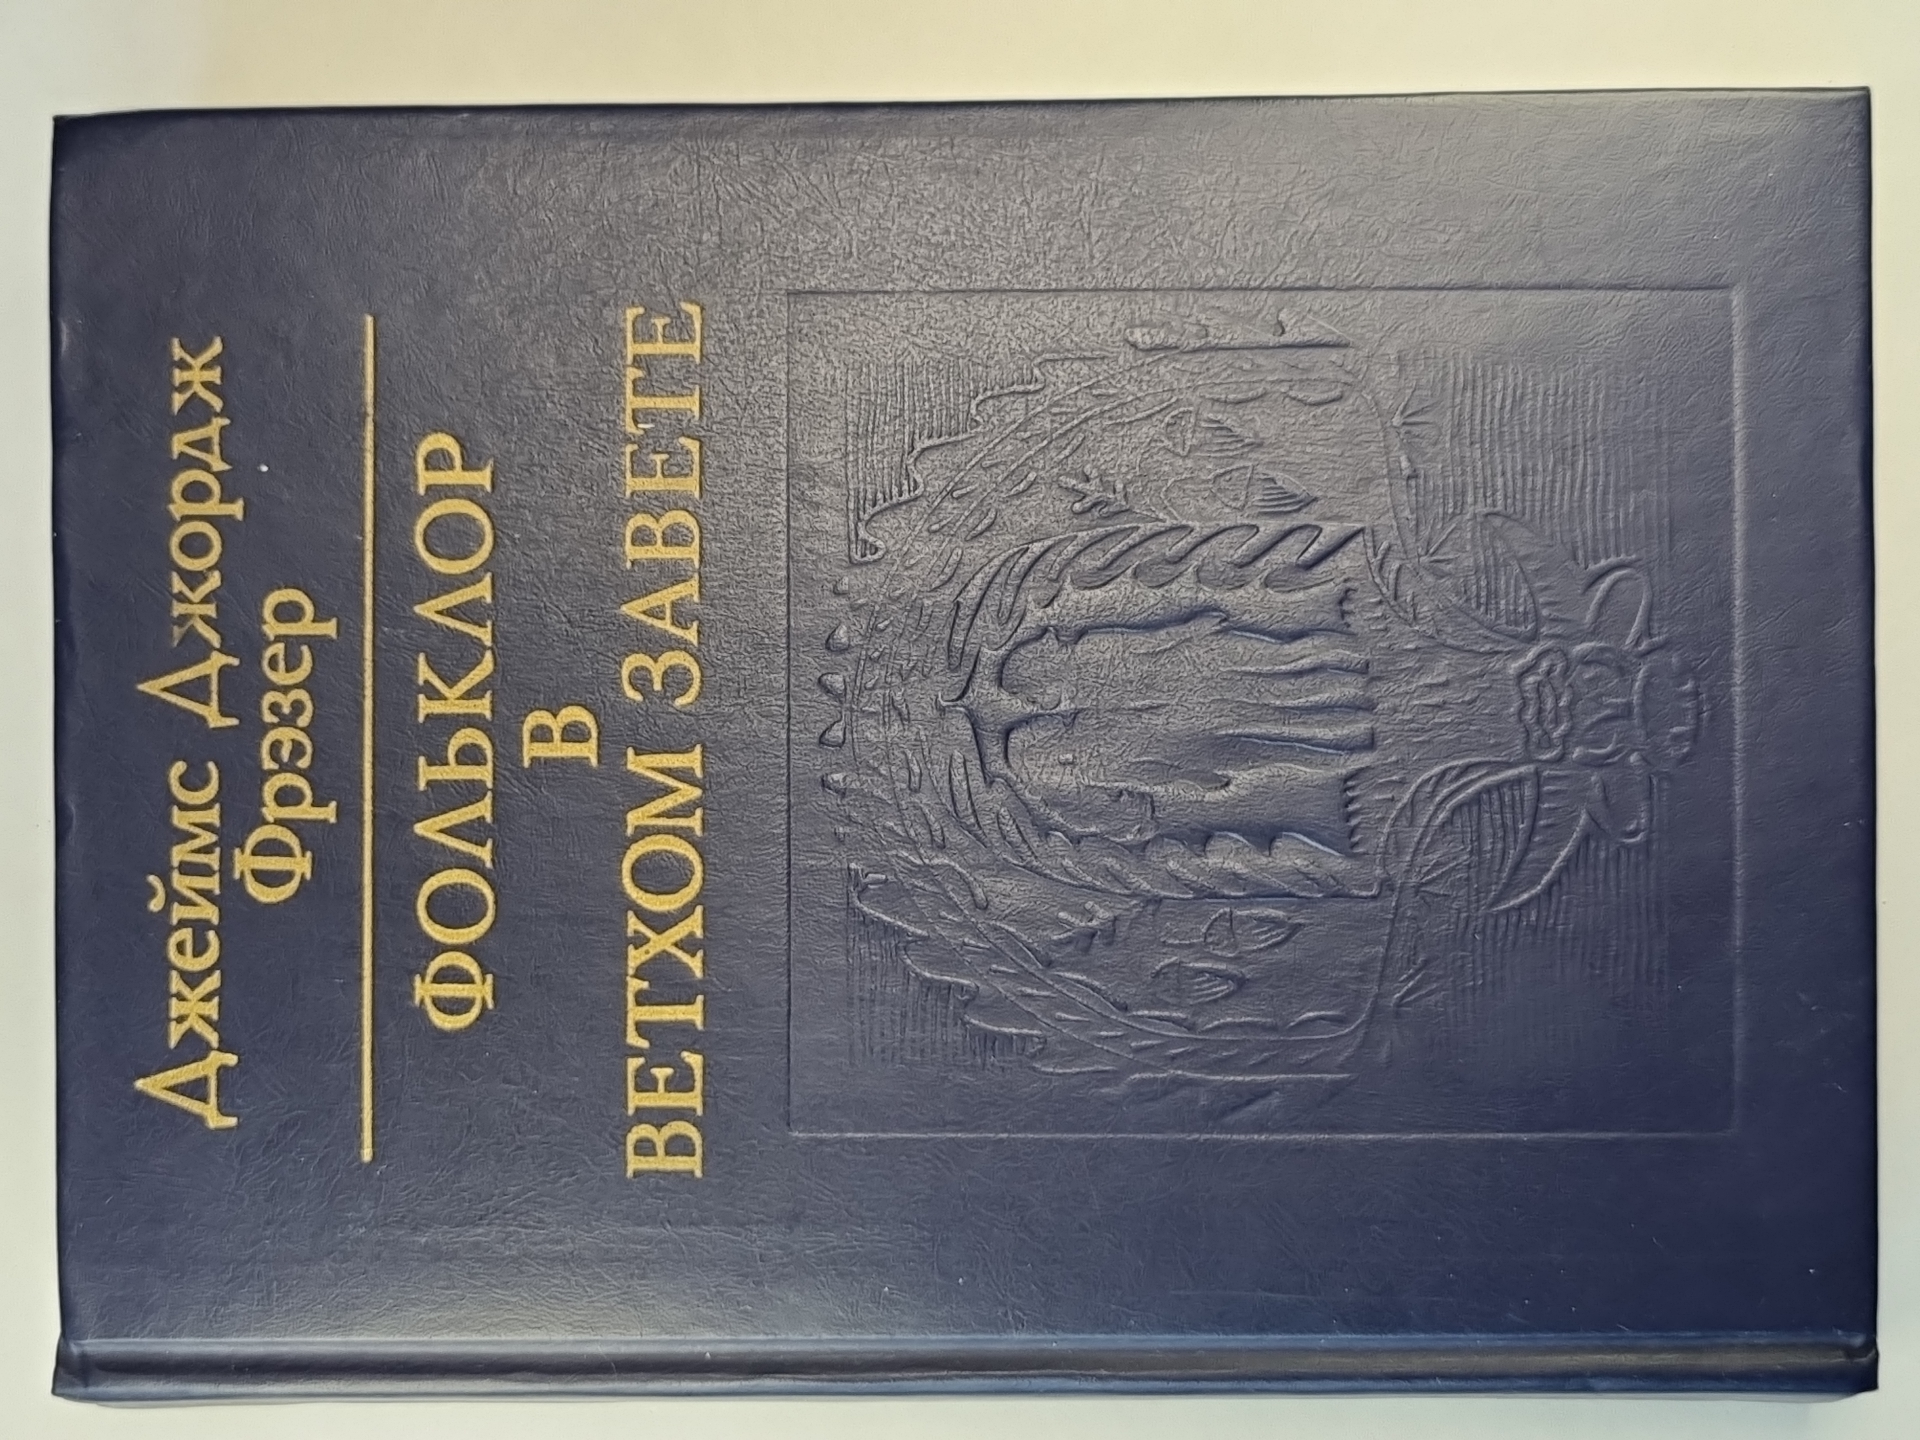 Джеймс Джордж
Фрэзер
ФОЛЬКЛОР
В
ВЕТХОМ ЗАВЕТЕ